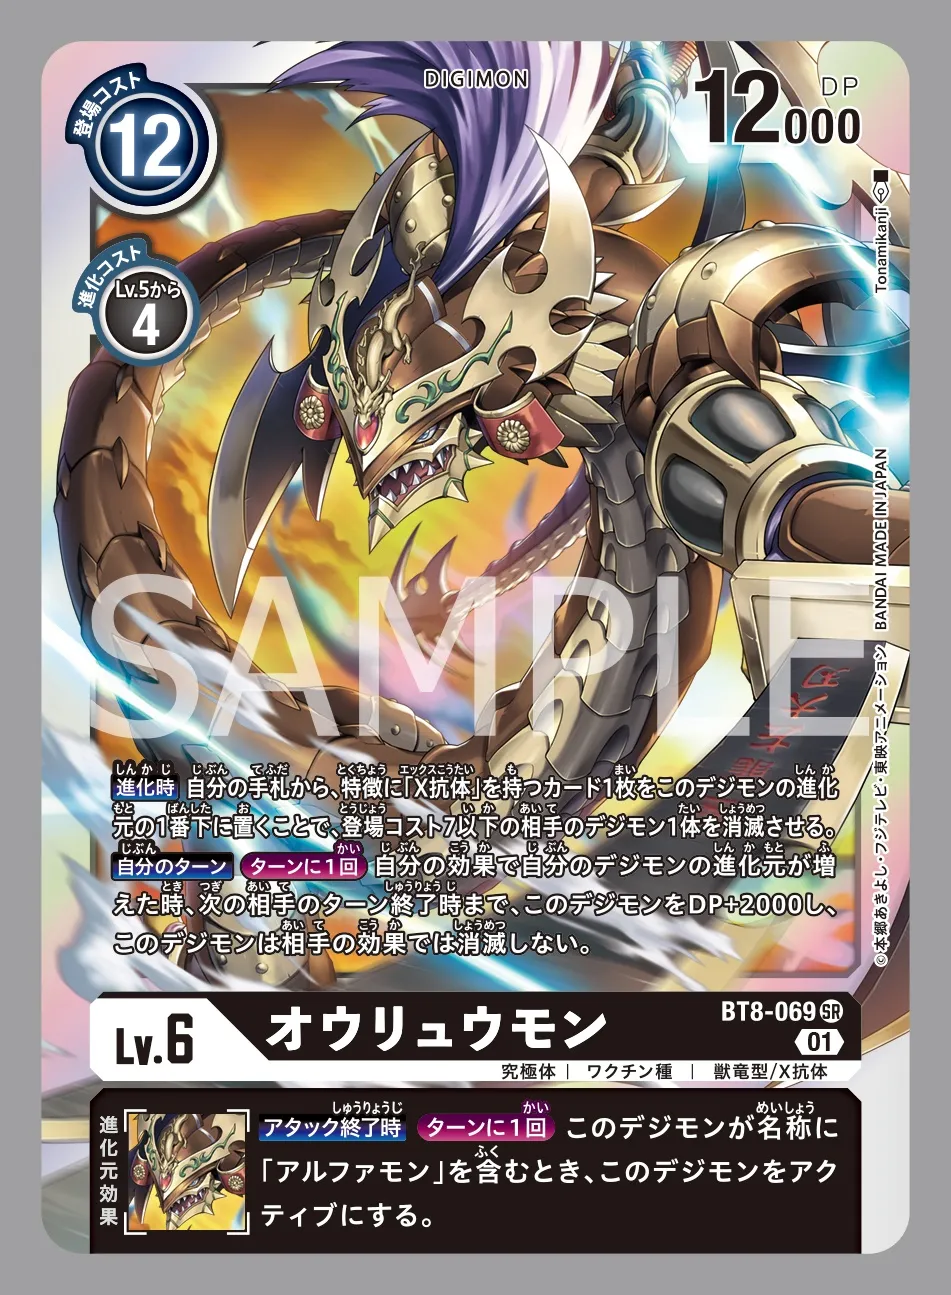 DIGIMON
登場コスト
12
12000
DP
進化コスト
Lv.5から
4
Tonamikanji
BANDAI MADE IN JAPAN
©本郷あきよし・フジテレビ・東映アニメーション
SAMPLE
進化時 自分の手札から、特徴に「X抗体」を持つカード1枚をこのデジモンの進化
元の1番下に置くことで、登場コスト7以下の相手のデジモン1体を消滅させる。
自分のターン ターンに1回 自分の効果で自分のデジモンの進化元が増
えた時、次の相手のターン終了時まで、このデジモンをDP+2000し、
このデジモンは相手の効果では消滅しない。
Lv.6
オウリュウモン
BT8-069 SR
01
究極体 | ワクチン種 | 獣竜型/X抗体
進化元効果
アタック終了時 ターンに1回 このデジモンが名称に
「アルファモン」を含むとき、このデジモンをアク
ティブにする。